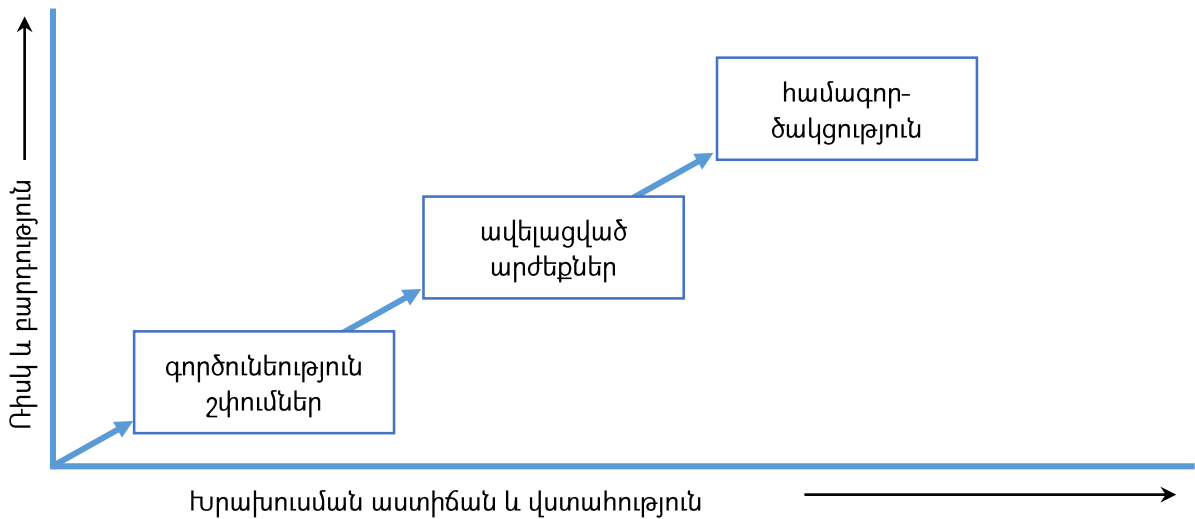 համագոր-
ծակցություն
ավելացված
արժեքներ
գործունեություն
շփումներ
Ռիսկ և բարդություն
Խրախուսման աստիճան և վստահություն